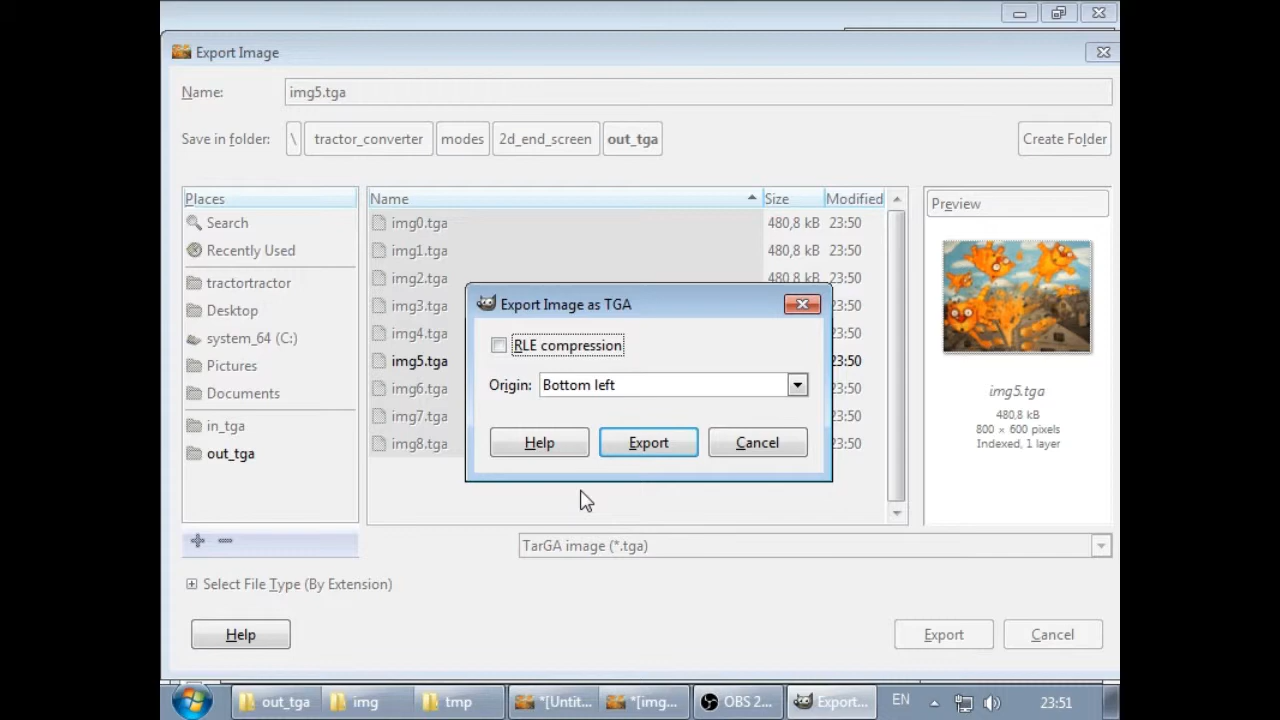 Export Image
Name: img5.tga
Save in folder: \ tractor_converter modes 2d_end_screen out_tga Create Folder
Places
Search
Recently Used
tractortractor
Desktop
system_64 (C:)
Pictures
Documents
in_tga
out_tga
Name Size Modified
img0.tga 480,8 kB 23:50
img1.tga 480,8 kB 23:50
img2.tga 480,8 kB 23:50
img3.tga 23:50
img4.tga 23:50
img5.tga 23:50
img6.tga 23:50
img7.tga 23:50
img8.tga 23:50
Preview
img5.tga
480,8 kB
800 × 600 pixels
Indexed, 1 layer
Export Image as TGA
RLE compression
Origin: Bottom left
Help Export Cancel
TarGA image (*.tga)
Select File Type (By Extension)
Help Export Cancel
out_tga img tmp *[Untit... *[img... OBS 2... Export... EN 23:51